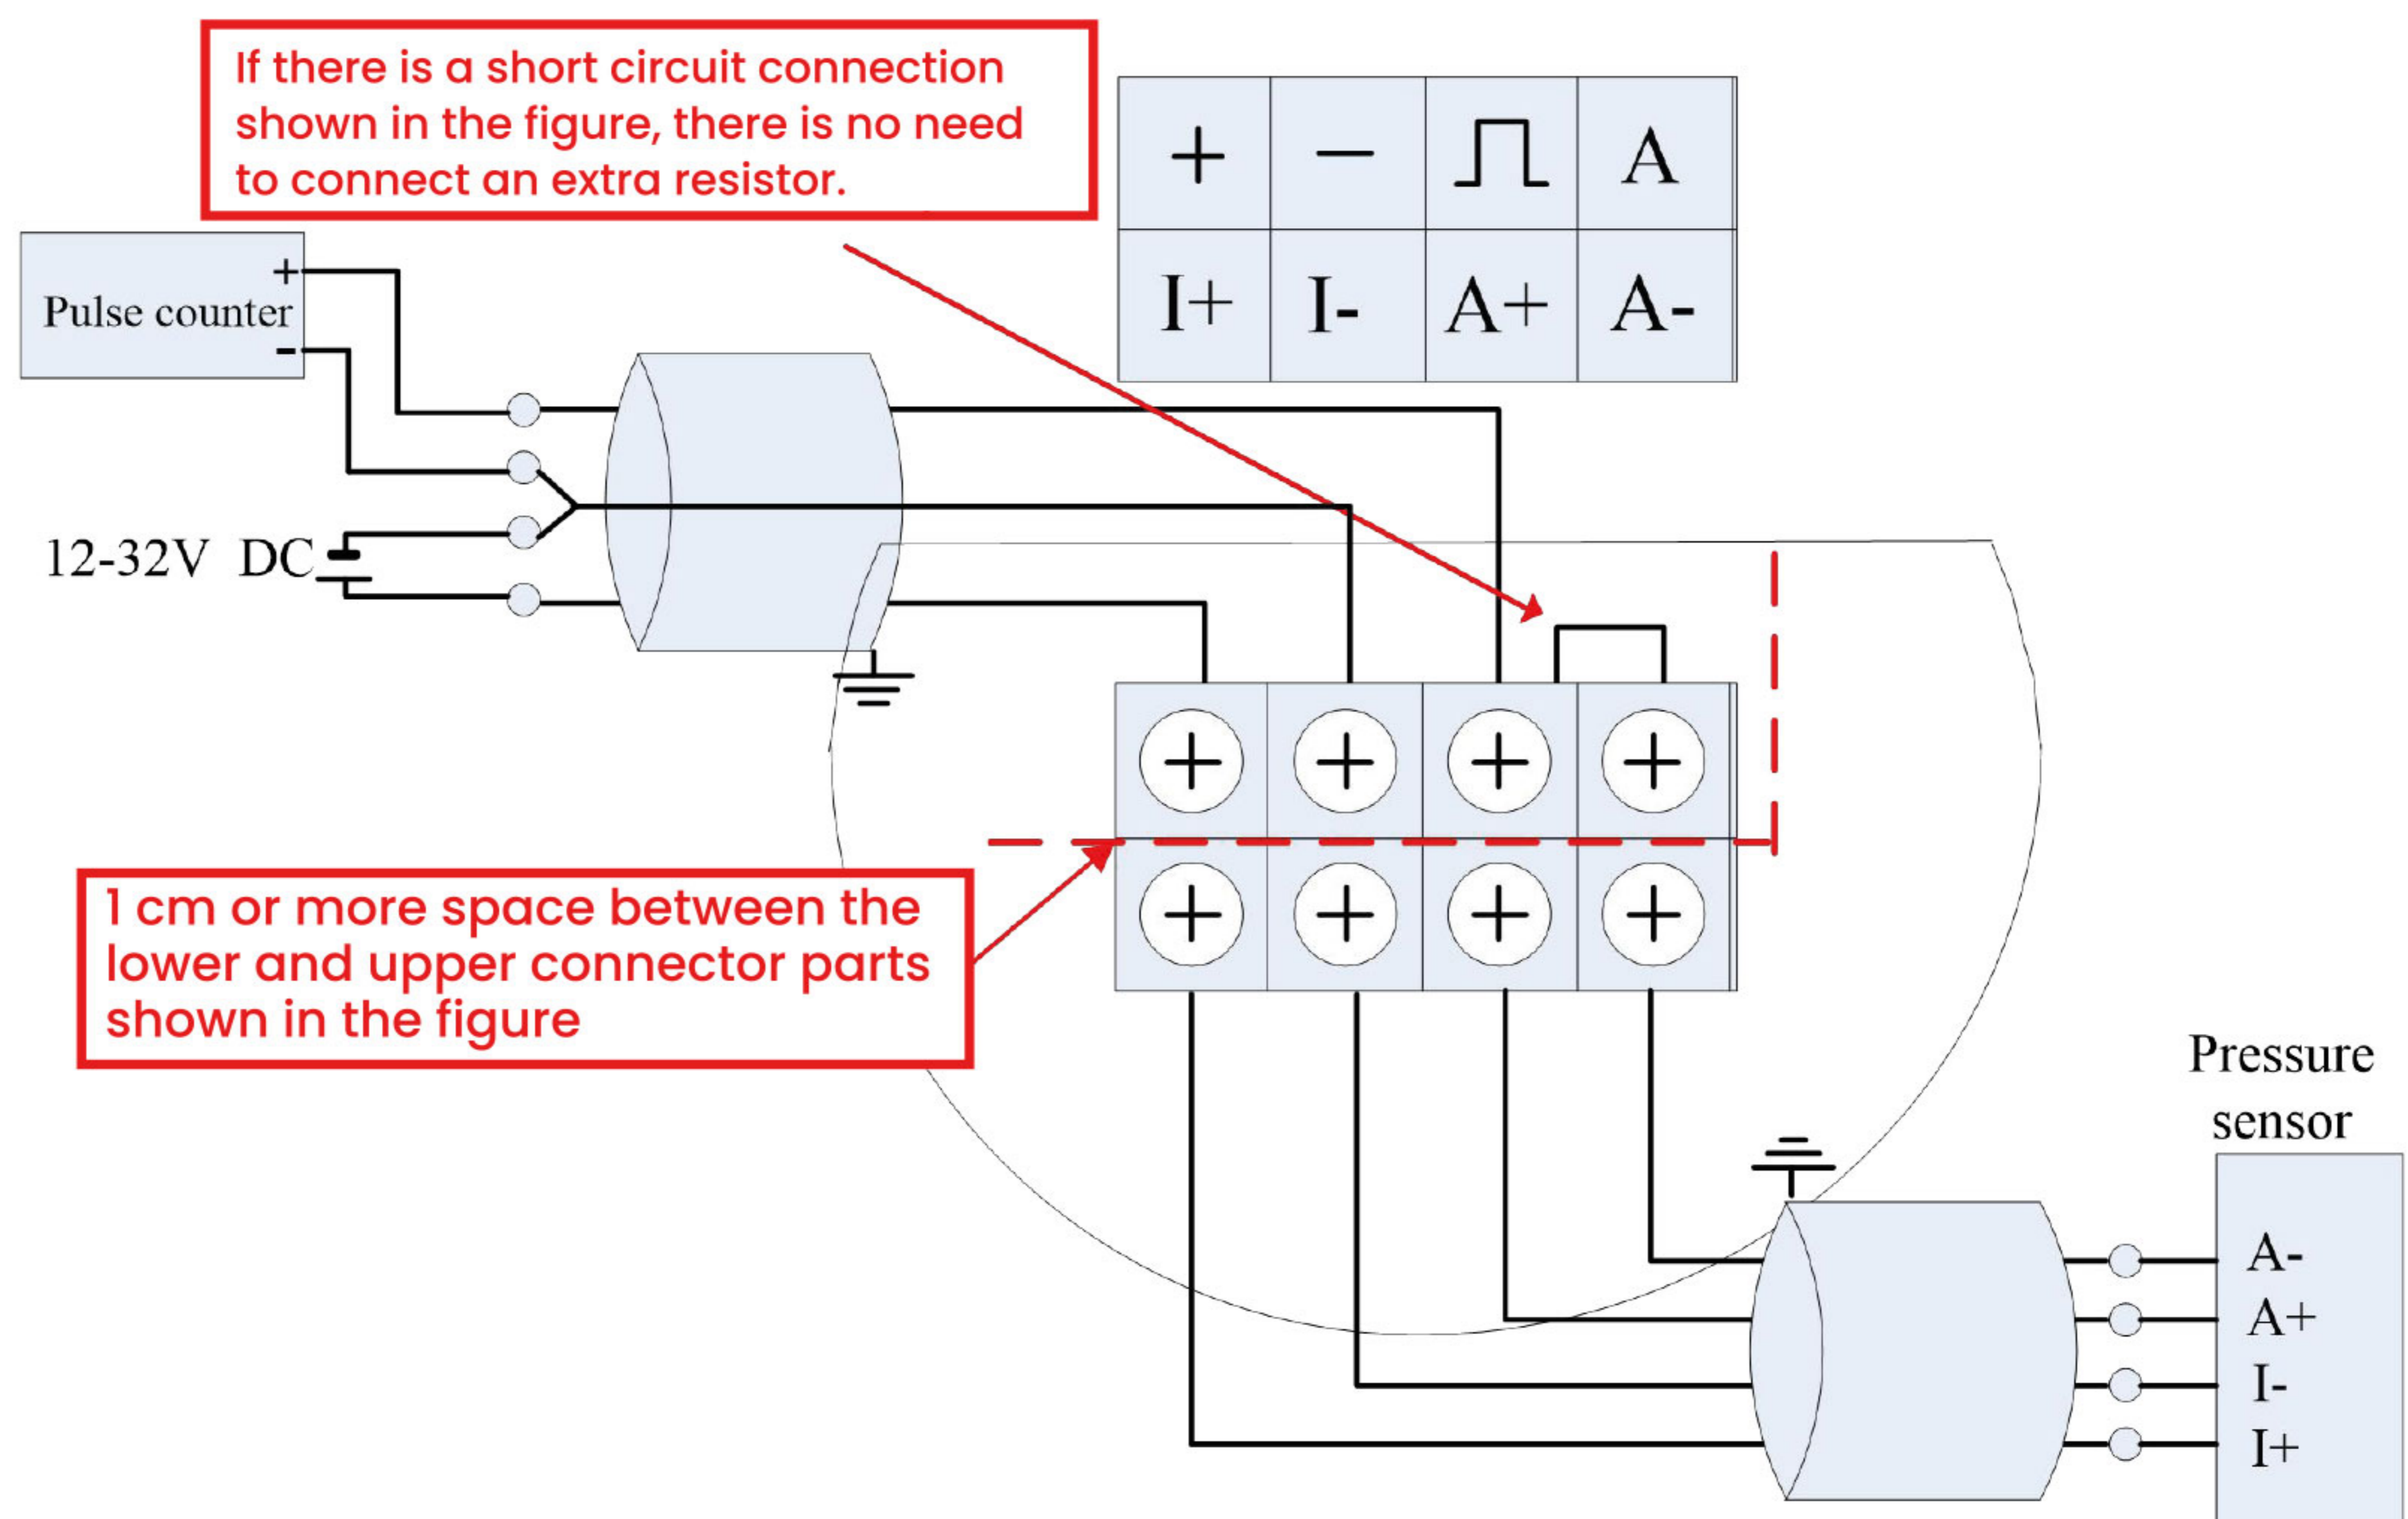 If there is a short circuit connection
shown in the figure, there is no need
to connect an extra resistor.
+ − A
I+ I- A+ A-
+
Pulse counter
-
12-32V DC
1 cm or more space between the
lower and upper connector parts
shown in the figure
Pressure
sensor
A-
A+
I-
I+